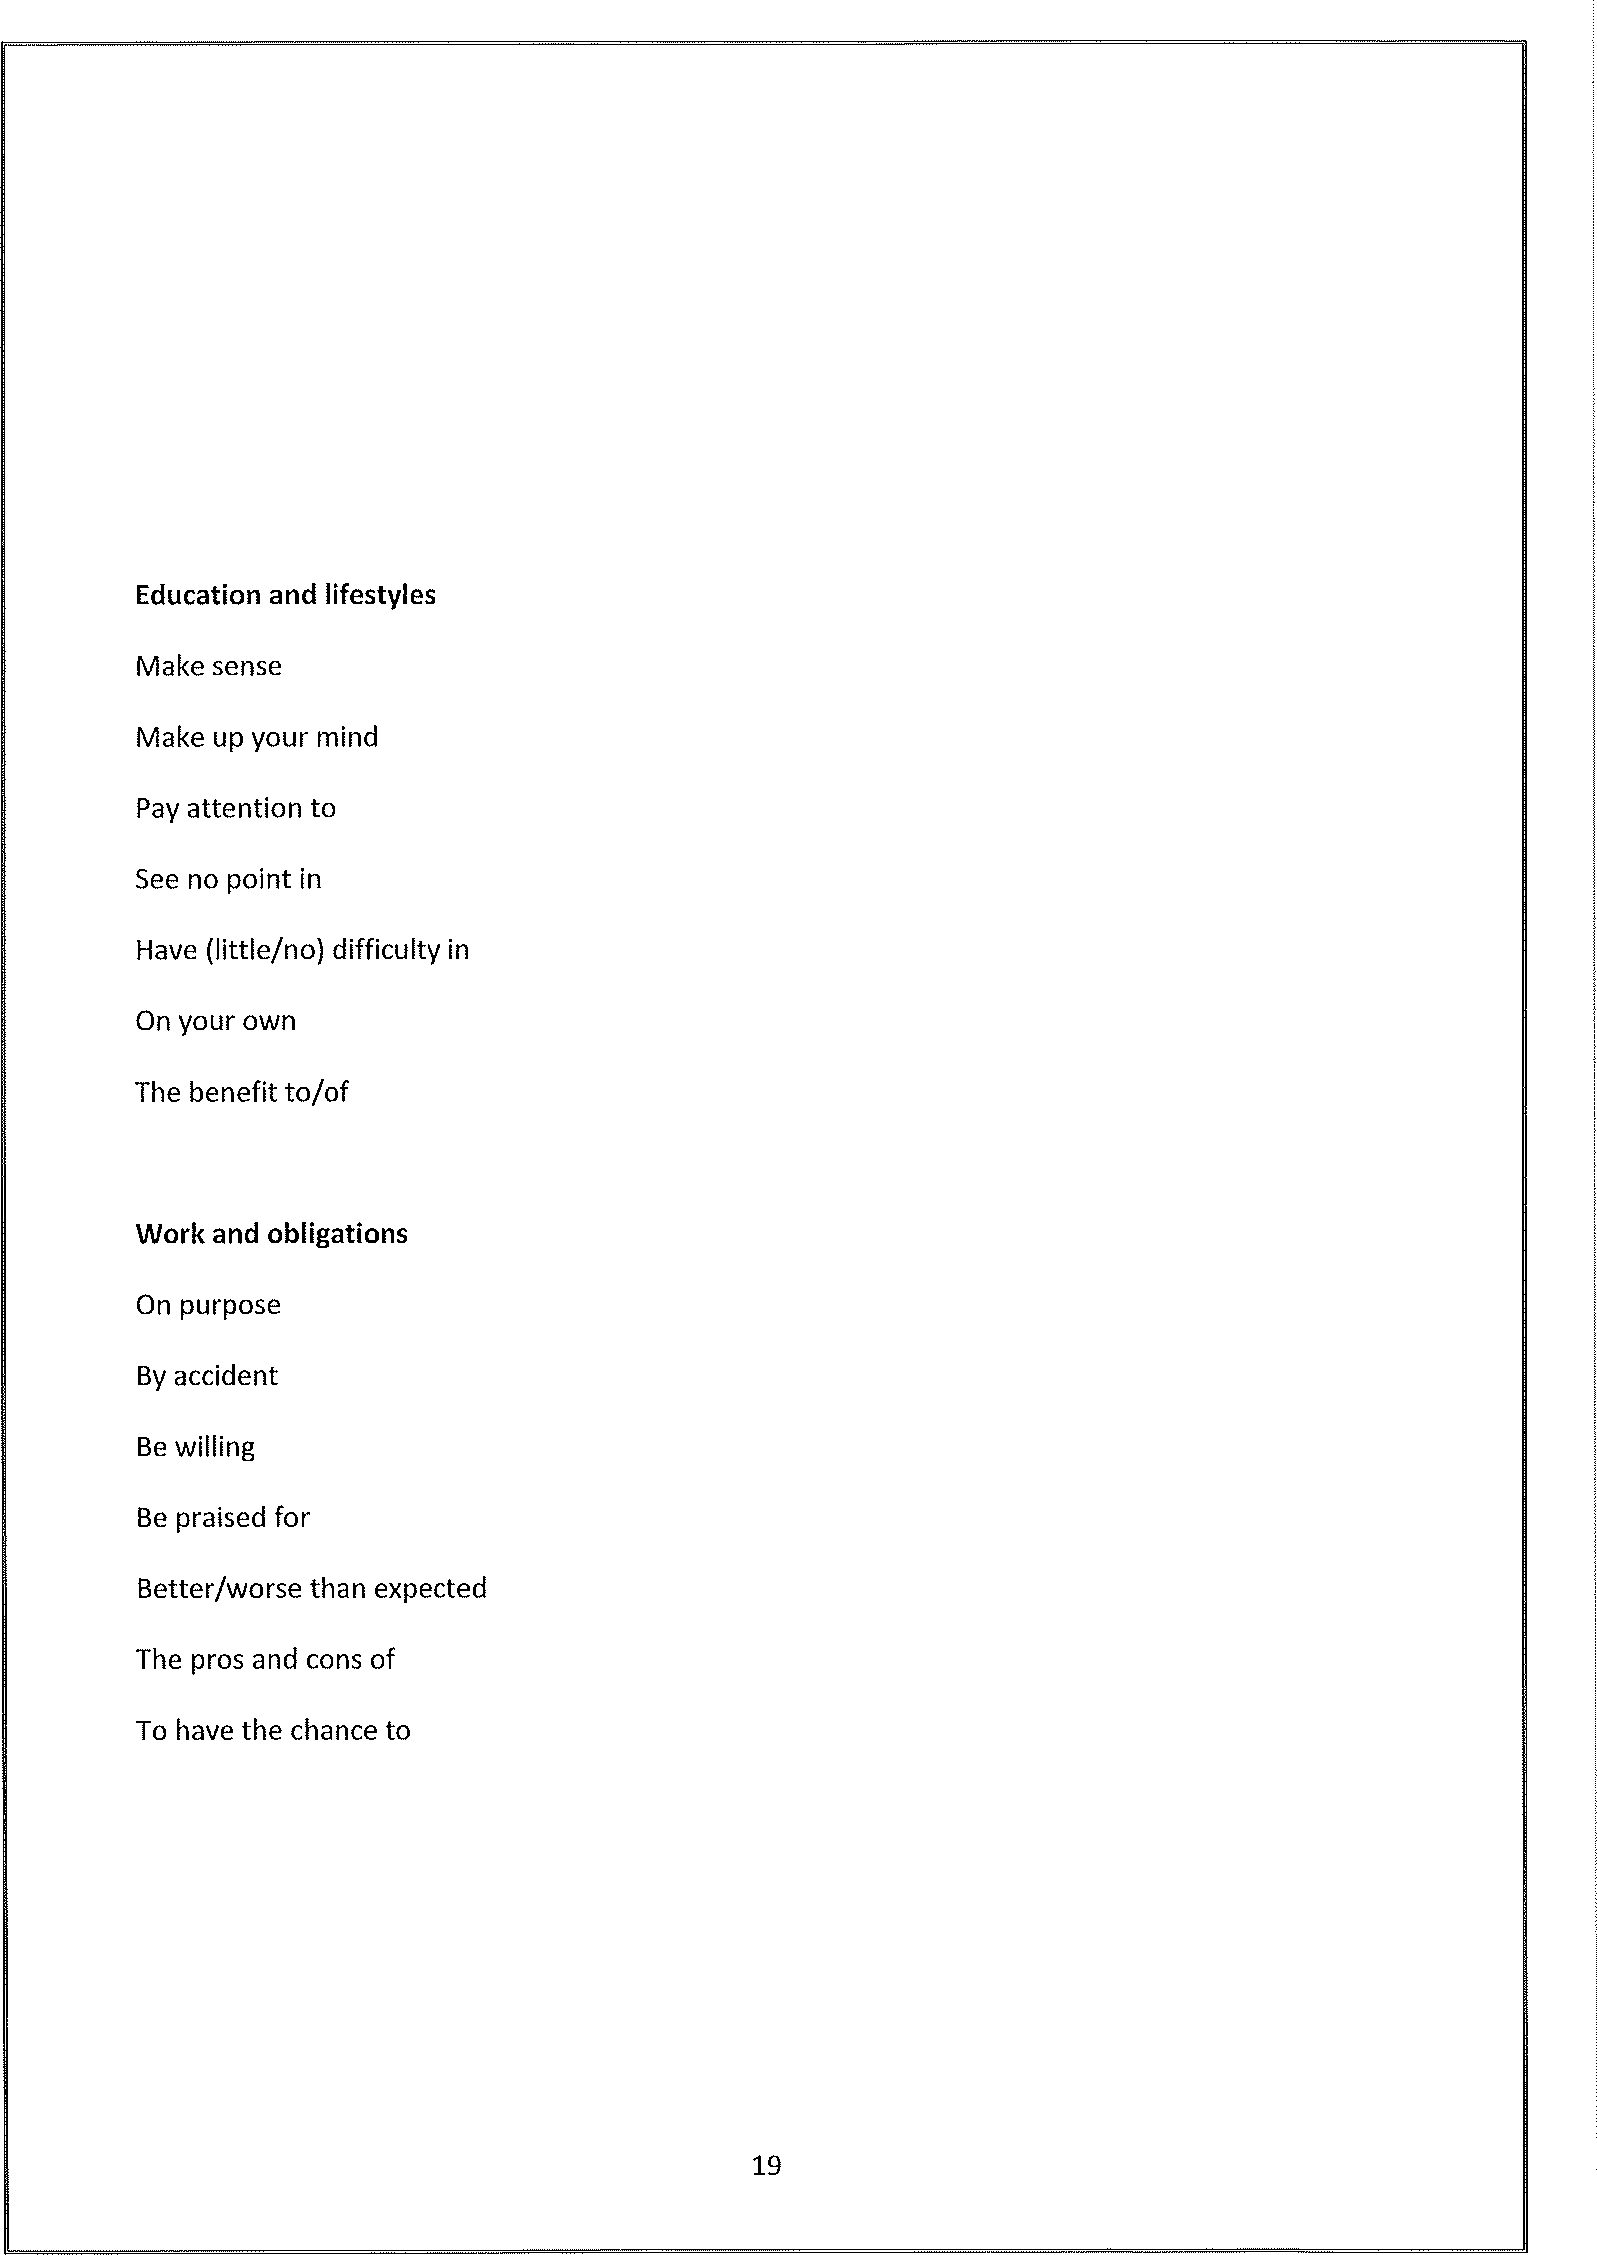 Education and lifestyles
Make sense
Make up your mind
Pay attention to
See no point in
Have (little/no) difficulty in
On your own
The benefit to/of
Work and obligations
On purpose
By accident
Be willing
Be praised for
Better/worse than expected
The pros and cons of
To have the chance to
19